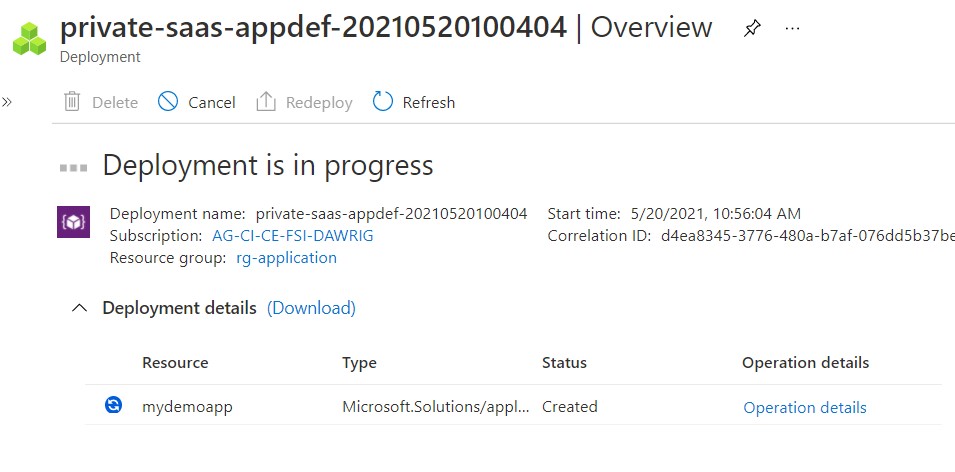 private-saas-appdef-20210520100404 | Overview
Deployment
Delete Cancel Redeploy Refresh
Deployment is in progress
Deployment name: private-saas-appdef-20210520100404 Start time: 5/20/2021, 10:56:04 AM
Subscription: AG-CI-CE-FSI-DAWRIG Correlation ID: d4ea8345-3776-480a-b7af-076dd5b37be
Resource group: rg-application
Deployment details (Download)
Resource Type Status Operation details
mydemoapp Microsoft.Solutions/appl... Created Operation details